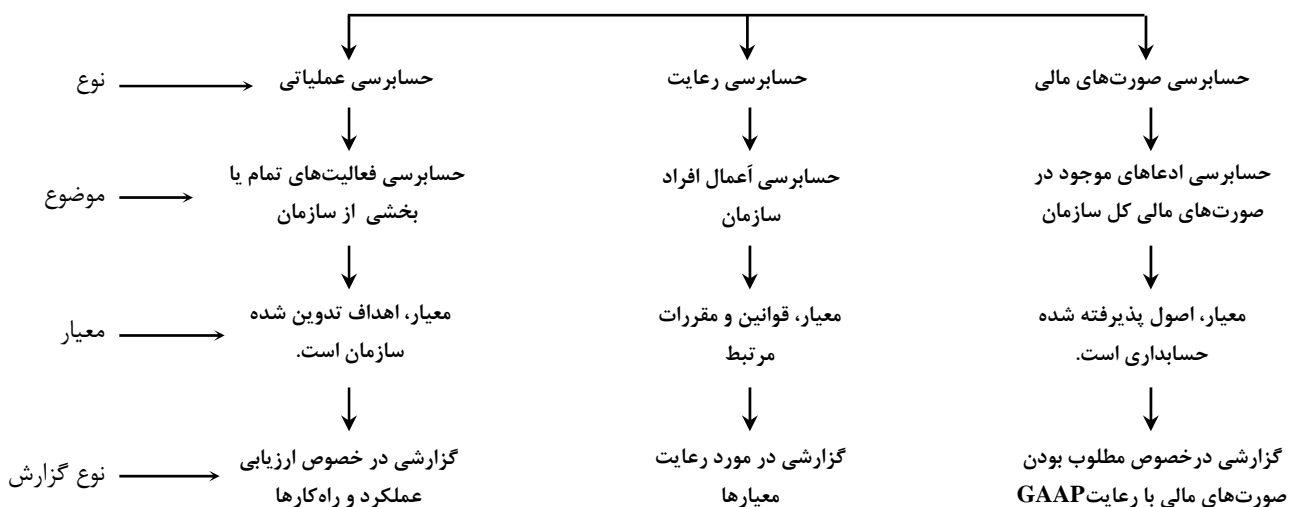 حسابرسی صورت‌های مالی
حسابرسی رعایت
حسابرسی عملیاتی
نوع
حسابرسی ادعاهای موجود در
صورت‌های مالی کل سازمان
حسابرسی اَعمال افراد
سازمان
حسابرسی فعالیت‌های تمام یا
بخشی از سازمان
موضوع
معیار، اصول پذیرفته شده
حسابداری است.
معیار، قوانین و مقررات
مرتبط
معیار، اهداف تدوین شده
سازمان است.
معیار
گزارشی درخصوص مطلوب بودن
صورت‌های مالی با رعایتGAAP
گزارشی در مورد رعایت
معیارها
گزارشی در خصوص ارزیابی
عملکرد و راه‌کارها
نوع گزارش